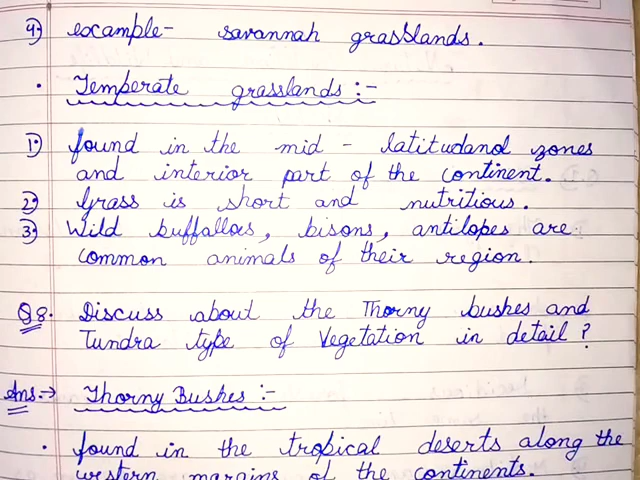 4) example - savannah grasslands.
• Temperate grasslands :-
1) found in the mid - latitudanal zones
and interior part of the continent.
2) Grass is short and nutritious.
3) Wild buffallos, bisons, antilopes are
common animals of their region.
Q8. Discuss about the Thorny bushes and
Tundra type of Vegetation in detail ?
Ans.→ Thorny Bushes :-
• found in the tropical deserts along the
western margins of the continents.